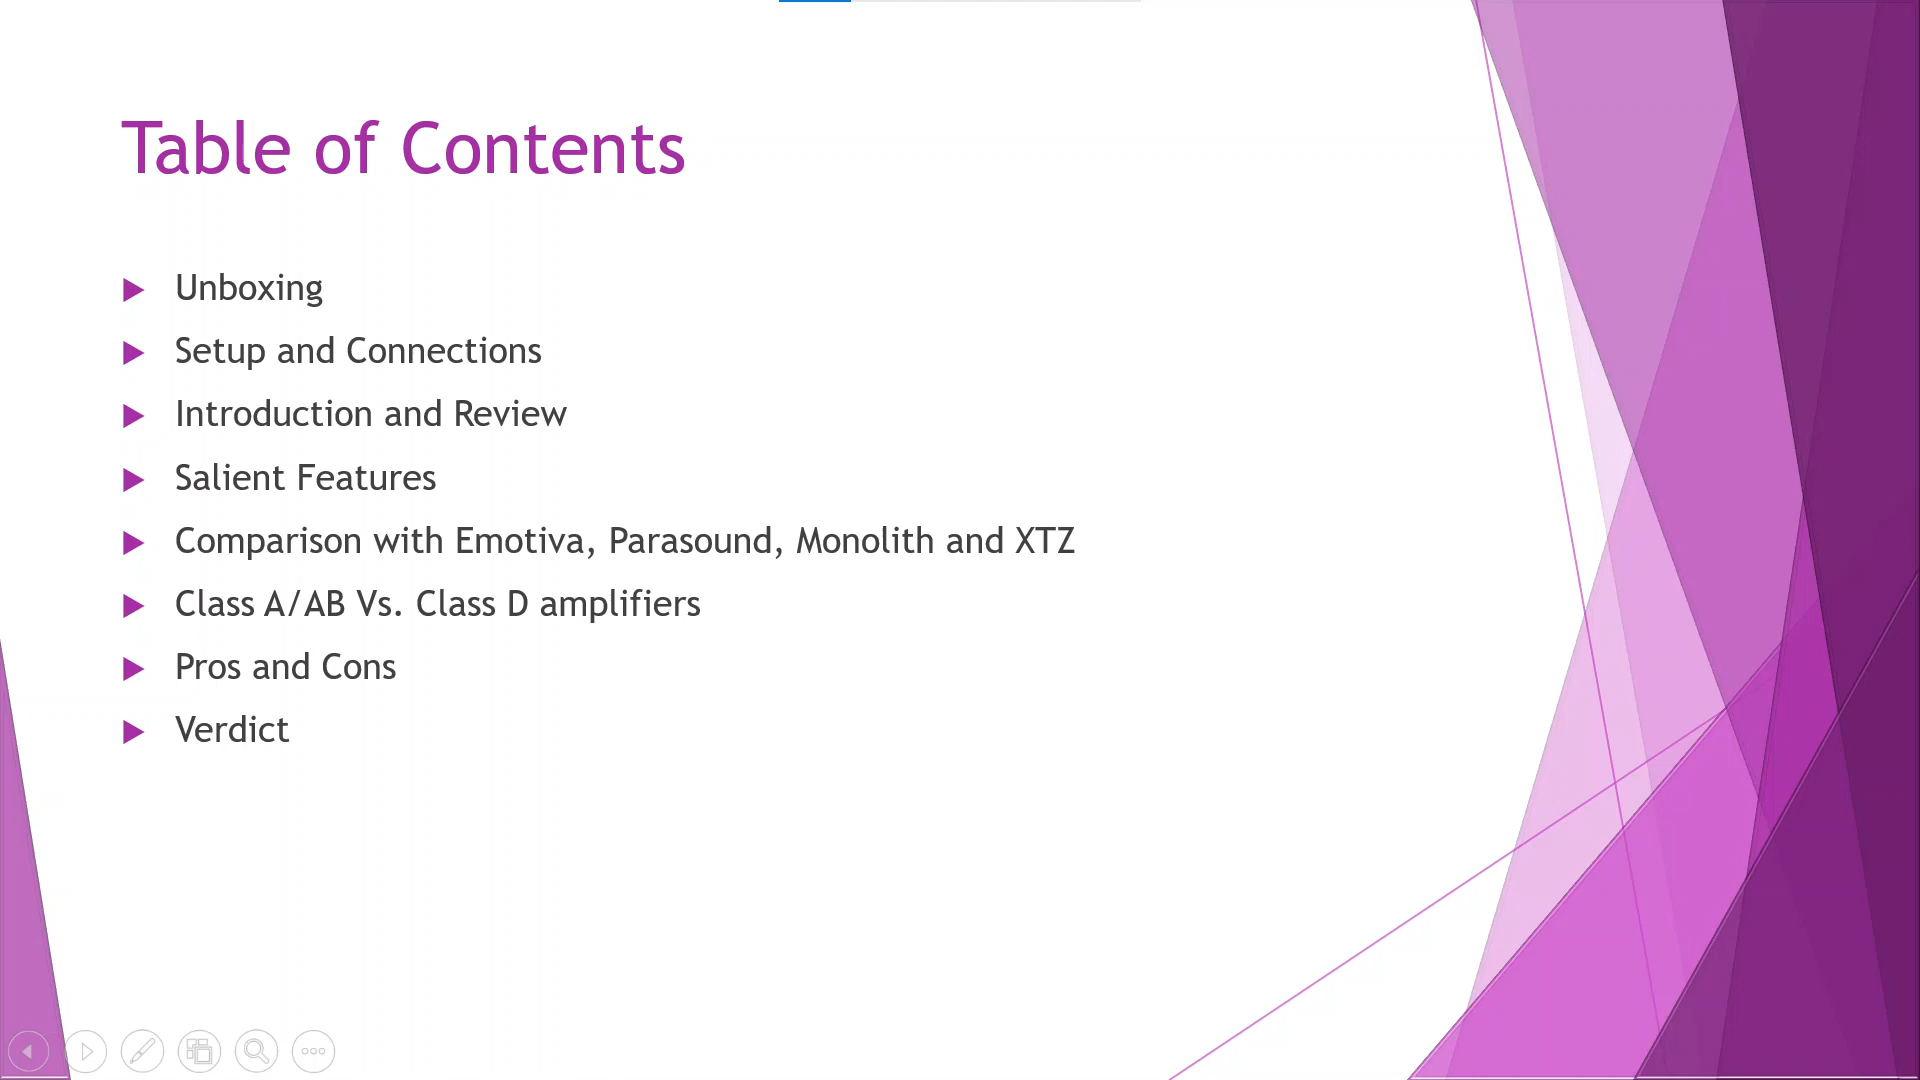 Table of Contents
Unboxing
Setup and Connections
Introduction and Review
Salient Features
Comparison with Emotiva, Parasound, Monolith and XTZ
Class A/AB Vs. Class D amplifiers
Pros and Cons
Verdict